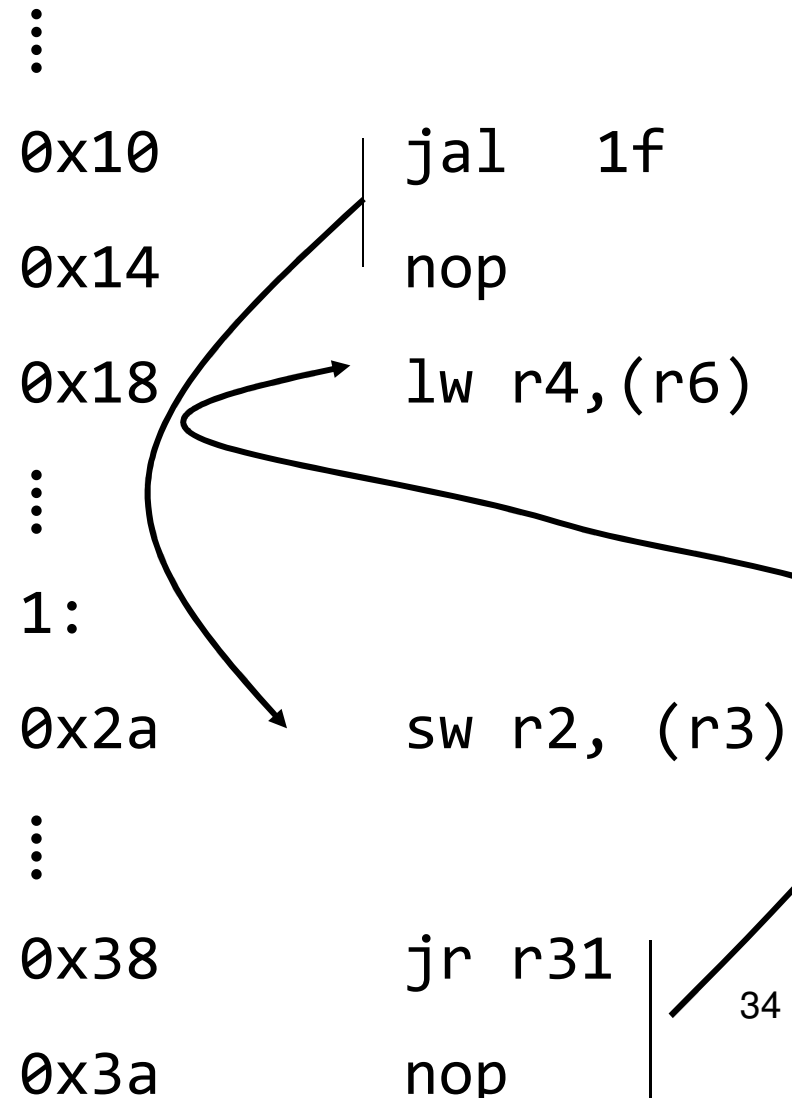 0x10 jal 1f
0x14 nop
0x18 lw r4,(r6)
1:
0x2a sw r2, (r3)
0x38 jr r31
34
0x3a nop